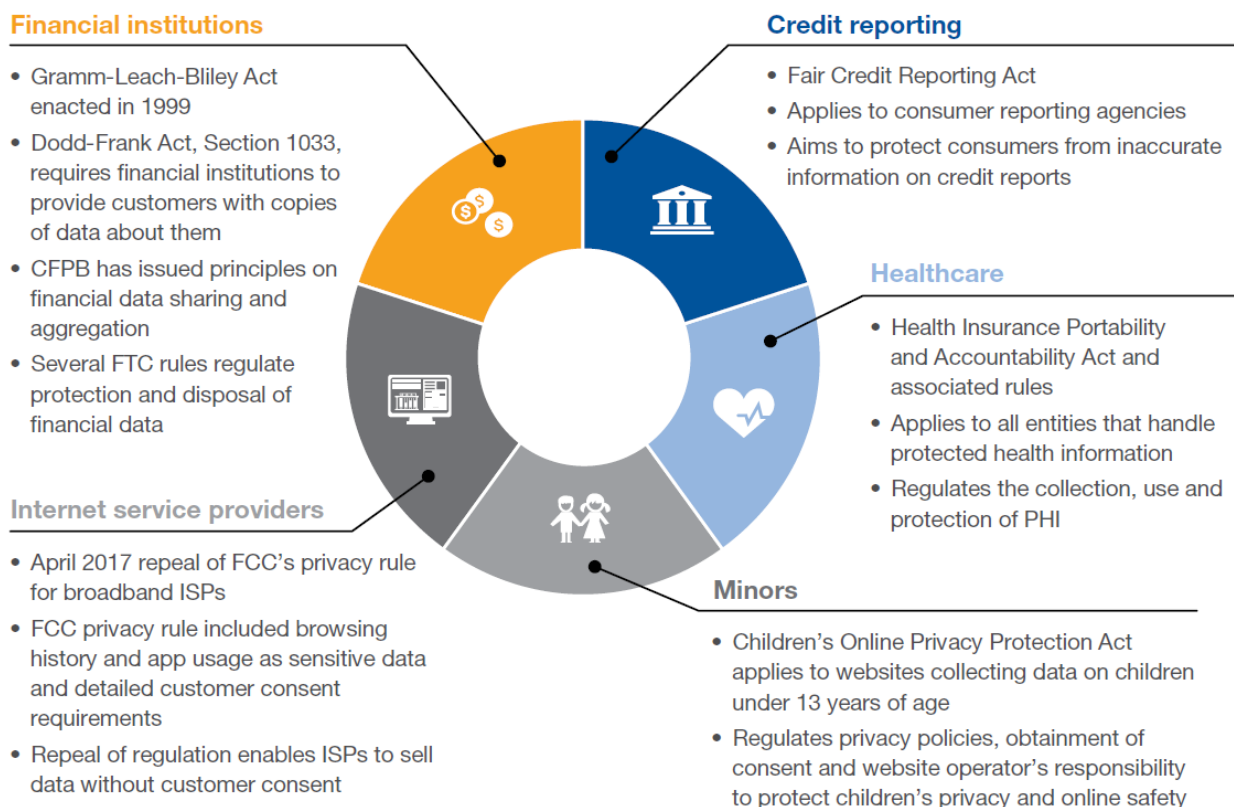 Financial institutions
• Gramm-Leach-Bliley Act
enacted in 1999
• Dodd-Frank Act, Section 1033,
requires financial institutions to
provide customers with copies
of data about them
• CFPB has issued principles on
financial data sharing and
aggregation
• Several FTC rules regulate
protection and disposal of
financial data
Credit reporting
• Fair Credit Reporting Act
• Applies to consumer reporting agencies
• Aims to protect consumers from inaccurate
information on credit reports
Healthcare
• Health Insurance Portability
and Accountability Act and
associated rules
• Applies to all entities that handle
protected health information
• Regulates the collection, use and
protection of PHI
Internet service providers
• April 2017 repeal of FCC's privacy rule
for broadband ISPs
• FCC privacy rule included browsing
history and app usage as sensitive data
and detailed customer consent
requirements
• Repeal of regulation enables ISPs to sell
data without customer consent
Minors
• Children's Online Privacy Protection Act
applies to websites collecting data on children
under 13 years of age
• Regulates privacy policies, obtainment of
consent and website operator's responsibility
to protect children's privacy and online safety
$
$
$